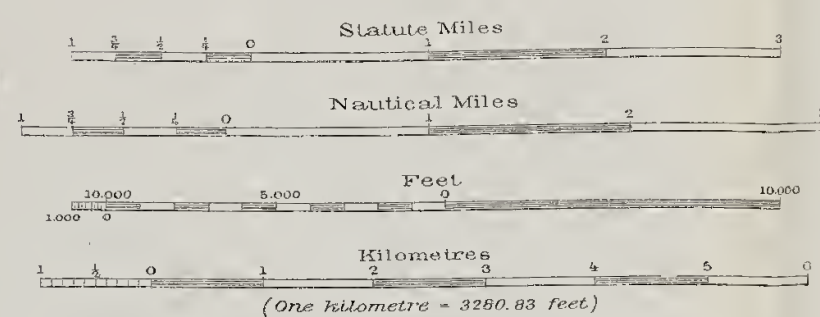 Statute Miles
1 ¾ ½ ¼ 0 1 2 3
Nautical Miles
1 ¾ ½ ¼ 0 1 2
Feet
10.000 5.000 0 10.000
1.000 0
Kilometres
1 ½ 0 1 2 3 4 5 6
(One kilometre = 3280.83 feet)